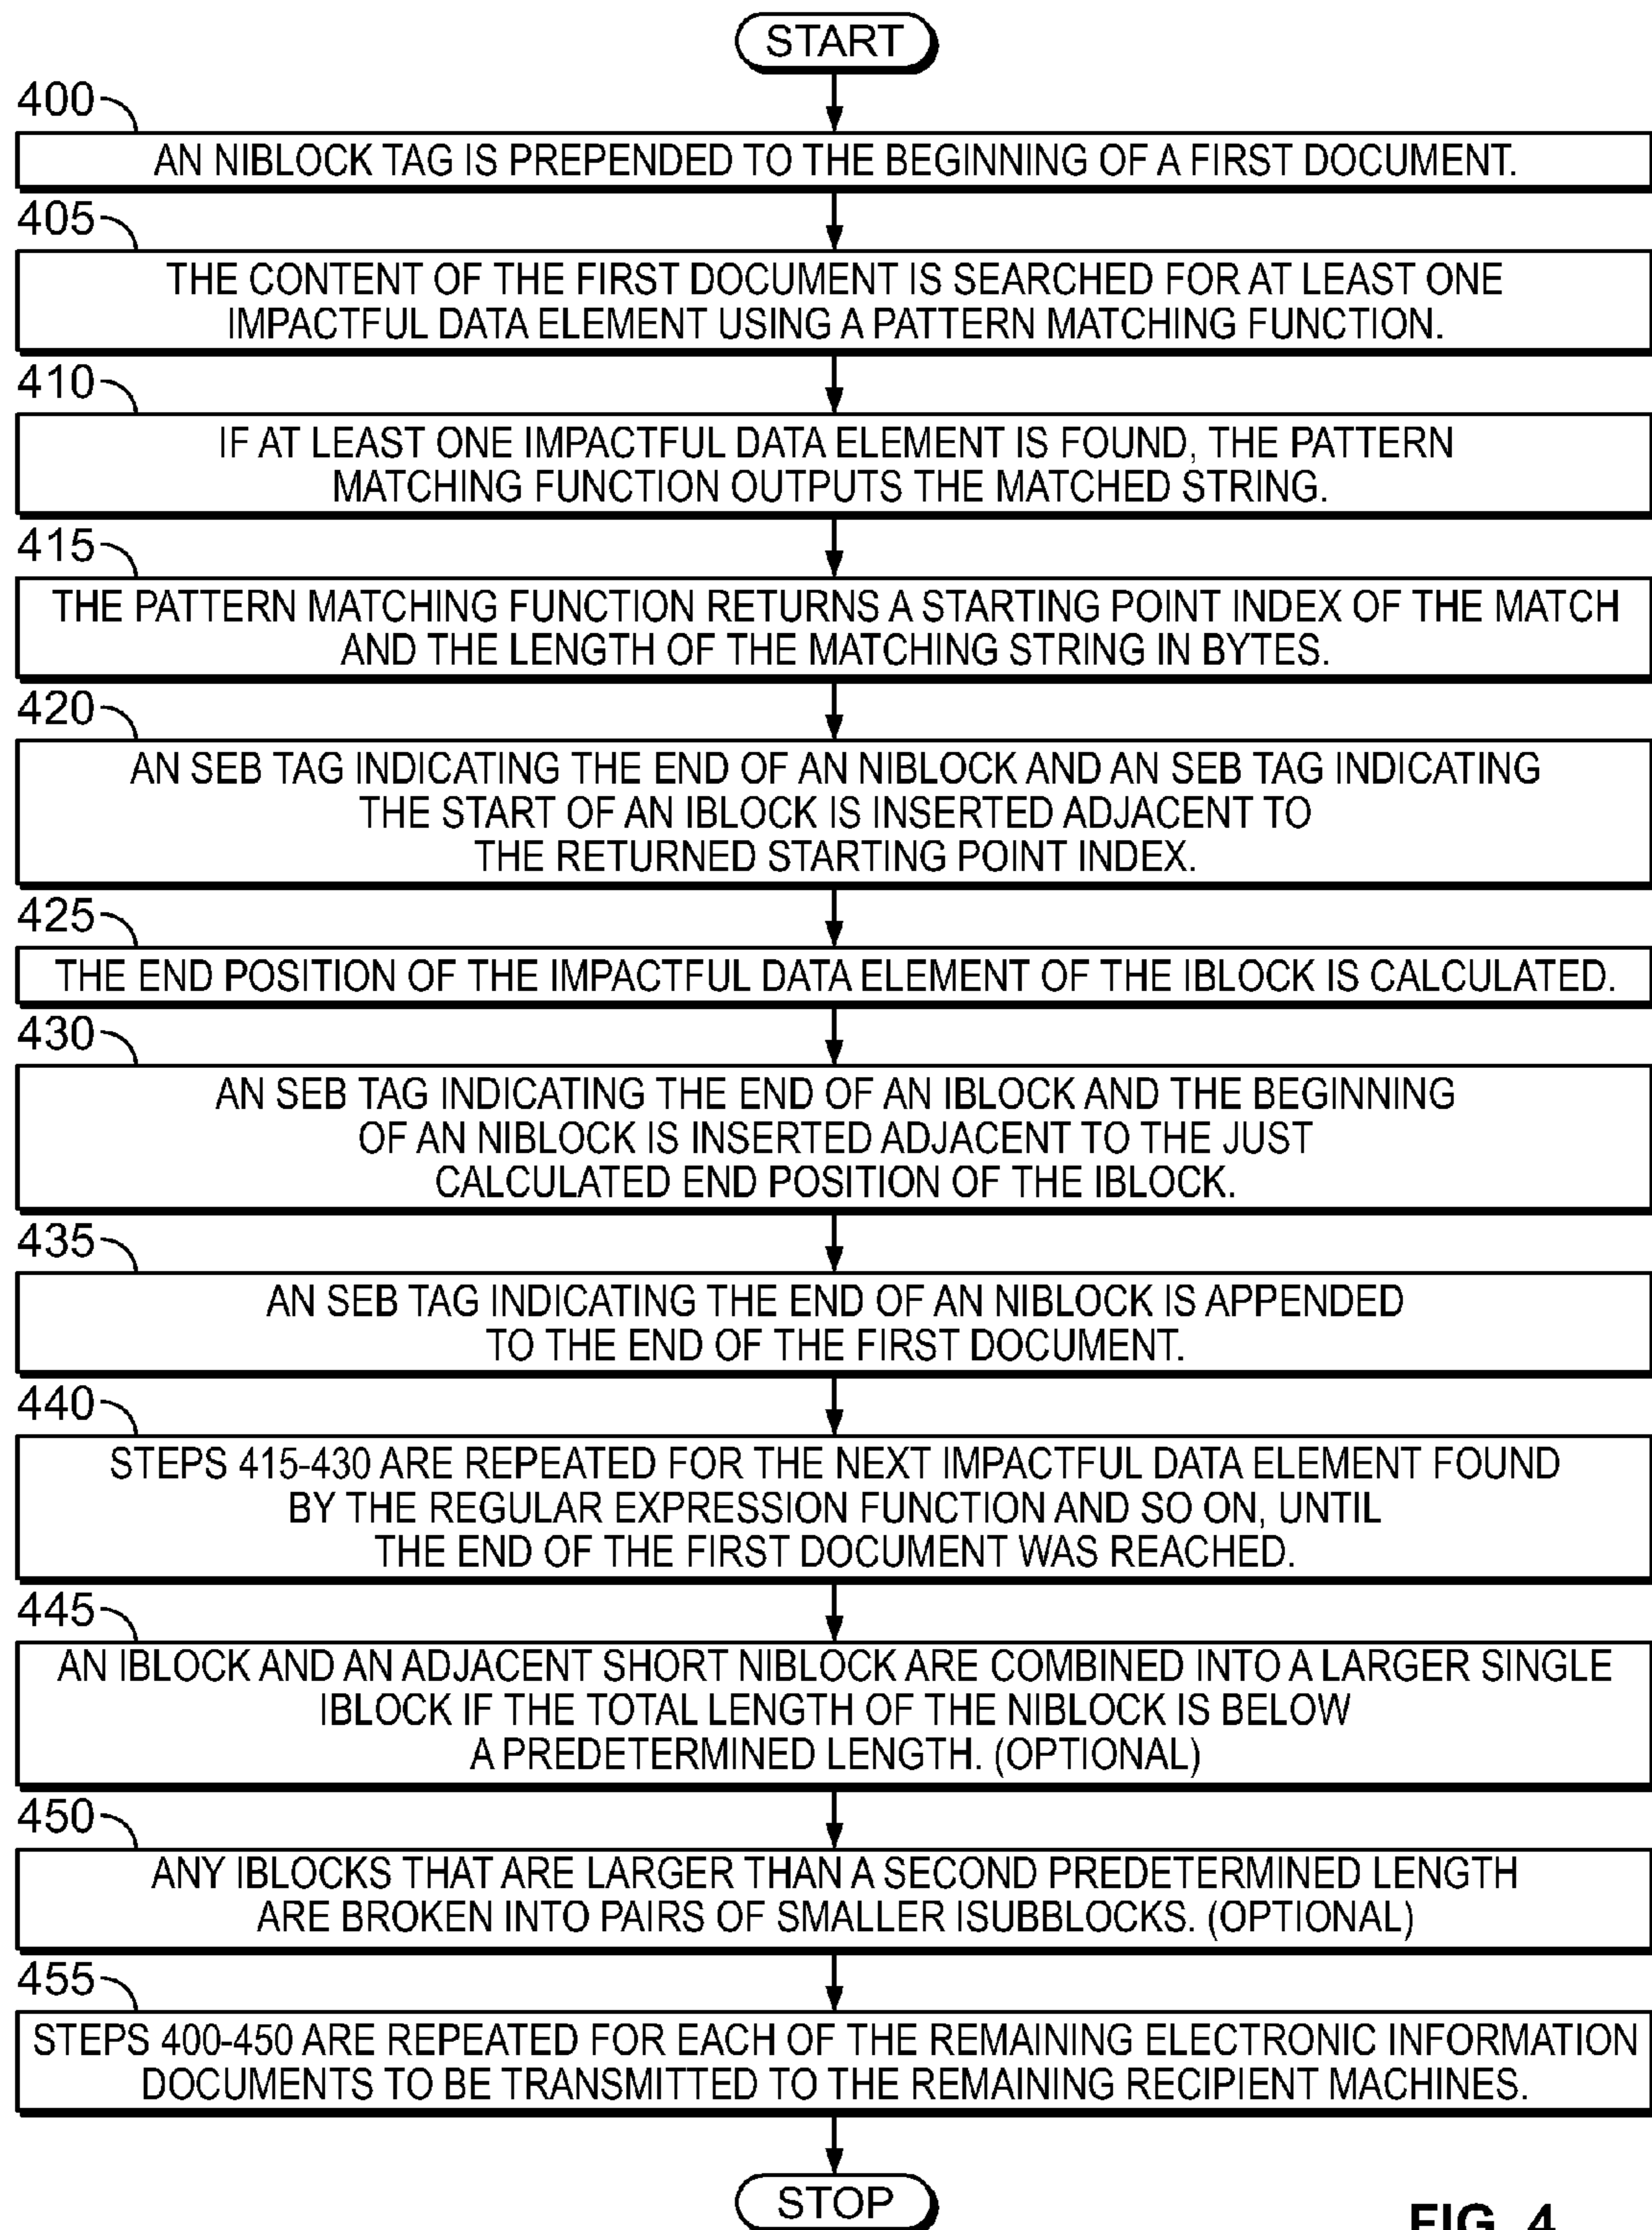 START
400
AN NIBLOCK TAG IS PREPENDED TO THE BEGINNING OF A FIRST DOCUMENT.
405
THE CONTENT OF THE FIRST DOCUMENT IS SEARCHED FOR AT LEAST ONE
IMPACTFUL DATA ELEMENT USING A PATTERN MATCHING FUNCTION.
410
IF AT LEAST ONE IMPACTFUL DATA ELEMENT IS FOUND, THE PATTERN
MATCHING FUNCTION OUTPUTS THE MATCHED STRING.
415
THE PATTERN MATCHING FUNCTION RETURNS A STARTING POINT INDEX OF THE MATCH
AND THE LENGTH OF THE MATCHING STRING IN BYTES.
420
AN SEB TAG INDICATING THE END OF AN NIBLOCK AND AN SEB TAG INDICATING
THE START OF AN IBLOCK IS INSERTED ADJACENT TO
THE RETURNED STARTING POINT INDEX.
425
THE END POSITION OF THE IMPACTFUL DATA ELEMENT OF THE IBLOCK IS CALCULATED.
430
AN SEB TAG INDICATING THE END OF AN IBLOCK AND THE BEGINNING
OF AN NIBLOCK IS INSERTED ADJACENT TO THE JUST
CALCULATED END POSITION OF THE IBLOCK.
435
AN SEB TAG INDICATING THE END OF AN NIBLOCK IS APPENDED
TO THE END OF THE FIRST DOCUMENT.
440
STEPS 415-430 ARE REPEATED FOR THE NEXT IMPACTFUL DATA ELEMENT FOUND
BY THE REGULAR EXPRESSION FUNCTION AND SO ON, UNTIL
THE END OF THE FIRST DOCUMENT WAS REACHED.
445
AN IBLOCK AND AN ADJACENT SHORT NIBLOCK ARE COMBINED INTO A LARGER SINGLE
IBLOCK IF THE TOTAL LENGTH OF THE NIBLOCK IS BELOW
A PREDETERMINED LENGTH. (OPTIONAL)
450
ANY IBLOCKS THAT ARE LARGER THAN A SECOND PREDETERMINED LENGTH
ARE BROKEN INTO PAIRS OF SMALLER ISUBBLOCKS. (OPTIONAL)
455
STEPS 400-450 ARE REPEATED FOR EACH OF THE REMAINING ELECTRONIC INFORMATION
DOCUMENTS TO BE TRANSMITTED TO THE REMAINING RECIPIENT MACHINES.
STOP
FIG. 4